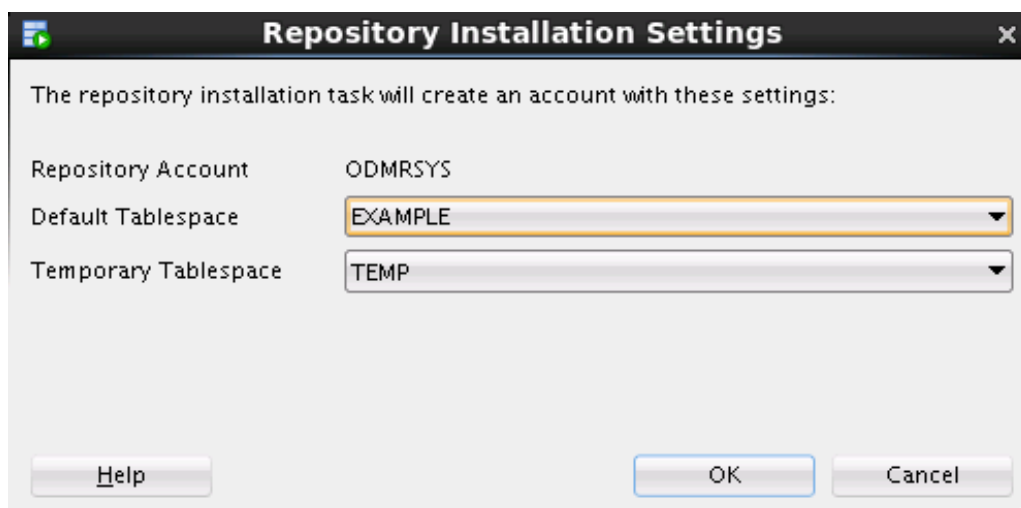 Repository Installation Settings
The repository installation task will create an account with these settings:
Repository Account ODMRSYS
Default Tablespace EXAMPLE
Temporary Tablespace TEMP
Help OK Cancel